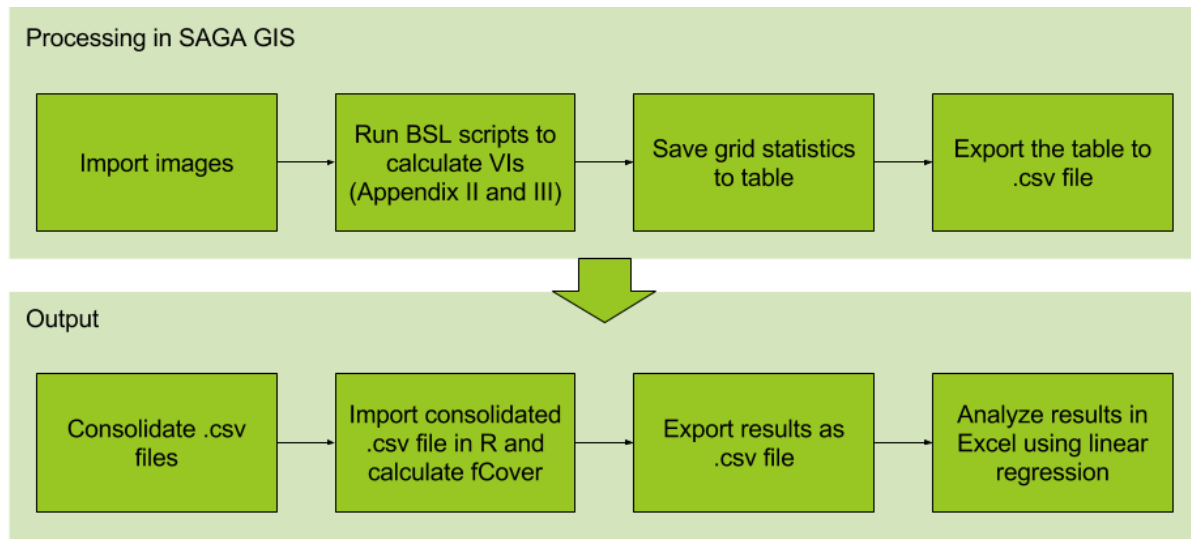 Processing in SAGA GIS
Import images
Run BSL scripts to
calculate VIs
(Appendix II and III)
Save grid statistics
to table
Export the table to
.csv file
Output
Consolidate .csv
files
Import consolidated
.csv file in R and
calculate fCover
Export results as
.csv file
Analyze results in
Excel using linear
regression